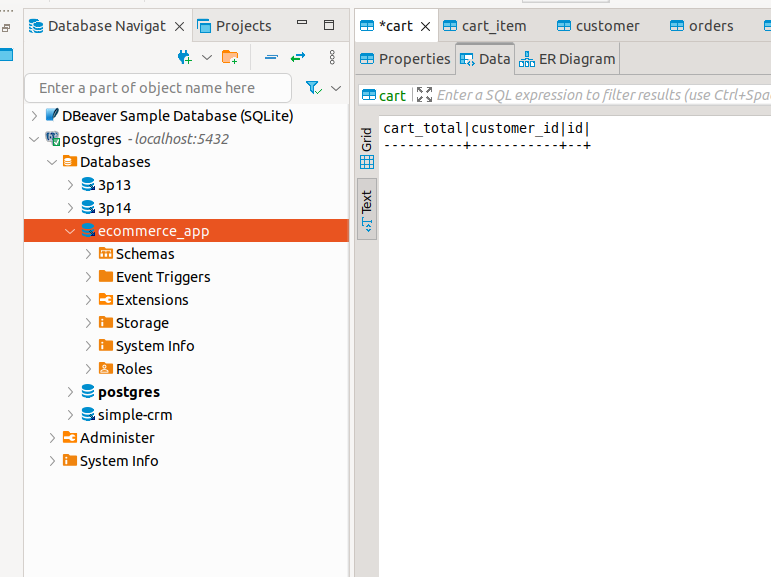 Database Navigat
Projects
Enter a part of object name here
DBeaver Sample Database (SQLite)
postgres - localhost:5432
Databases
3p13
3p14
ecommerce_app
Schemas
Event Triggers
Extensions
Storage
System Info
Roles
postgres
simple-crm
Administer
System Info
*cart
cart_item
customer
orders
Properties
Data
ER Diagram
cart
Enter a SQL expression to filter results (use Ctrl+Spa
Grid
Text
cart_total|customer_id|id|
----------+-----------+--+